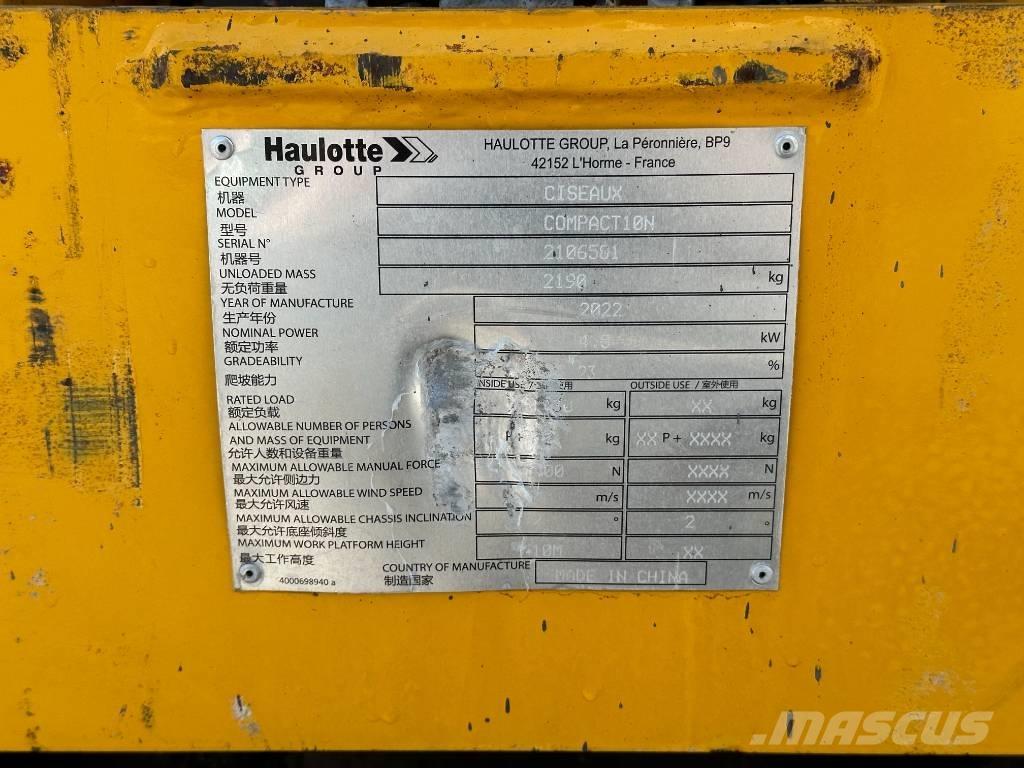 Haulotte
GROUP
HAULOTTE GROUP, La Péronnière, BP9
42152 L'Horme - France
EQUIPMENT TYPE CISEAUX
机器
MODEL COMPACT10N
型号
SERIAL N° 2106501
机器号
UNLOADED MASS 2190 kg
无负荷重量
YEAR OF MANUFACTURE 2022
生产年份
NOMINAL POWER kW
额定功率
GRADEABILITY 23 %
爬坡能力
INSIDE USE OUTSIDE USE / 室外使用
RATED LOAD kg XX kg
额定负载
ALLOWABLE NUMBER OF PERSONS
AND MASS OF EQUIPMENT P+ kg XX P + XXXX kg
允许人数和设备重量
MAXIMUM ALLOWABLE MANUAL FORCE N XXXX N
最大允许侧边力
MAXIMUM ALLOWABLE WIND SPEED m/s XXXX m/s
最大允许风速
MAXIMUM ALLOWABLE CHASSIS INCLINATION ° 2 °
最大允许底座倾斜度
MAXIMUM WORK PLATFORM HEIGHT XX
最大工作高度
COUNTRY OF MANUFACTURE MADE IN CHINA
制造国家
4000698940 a
MASCUS